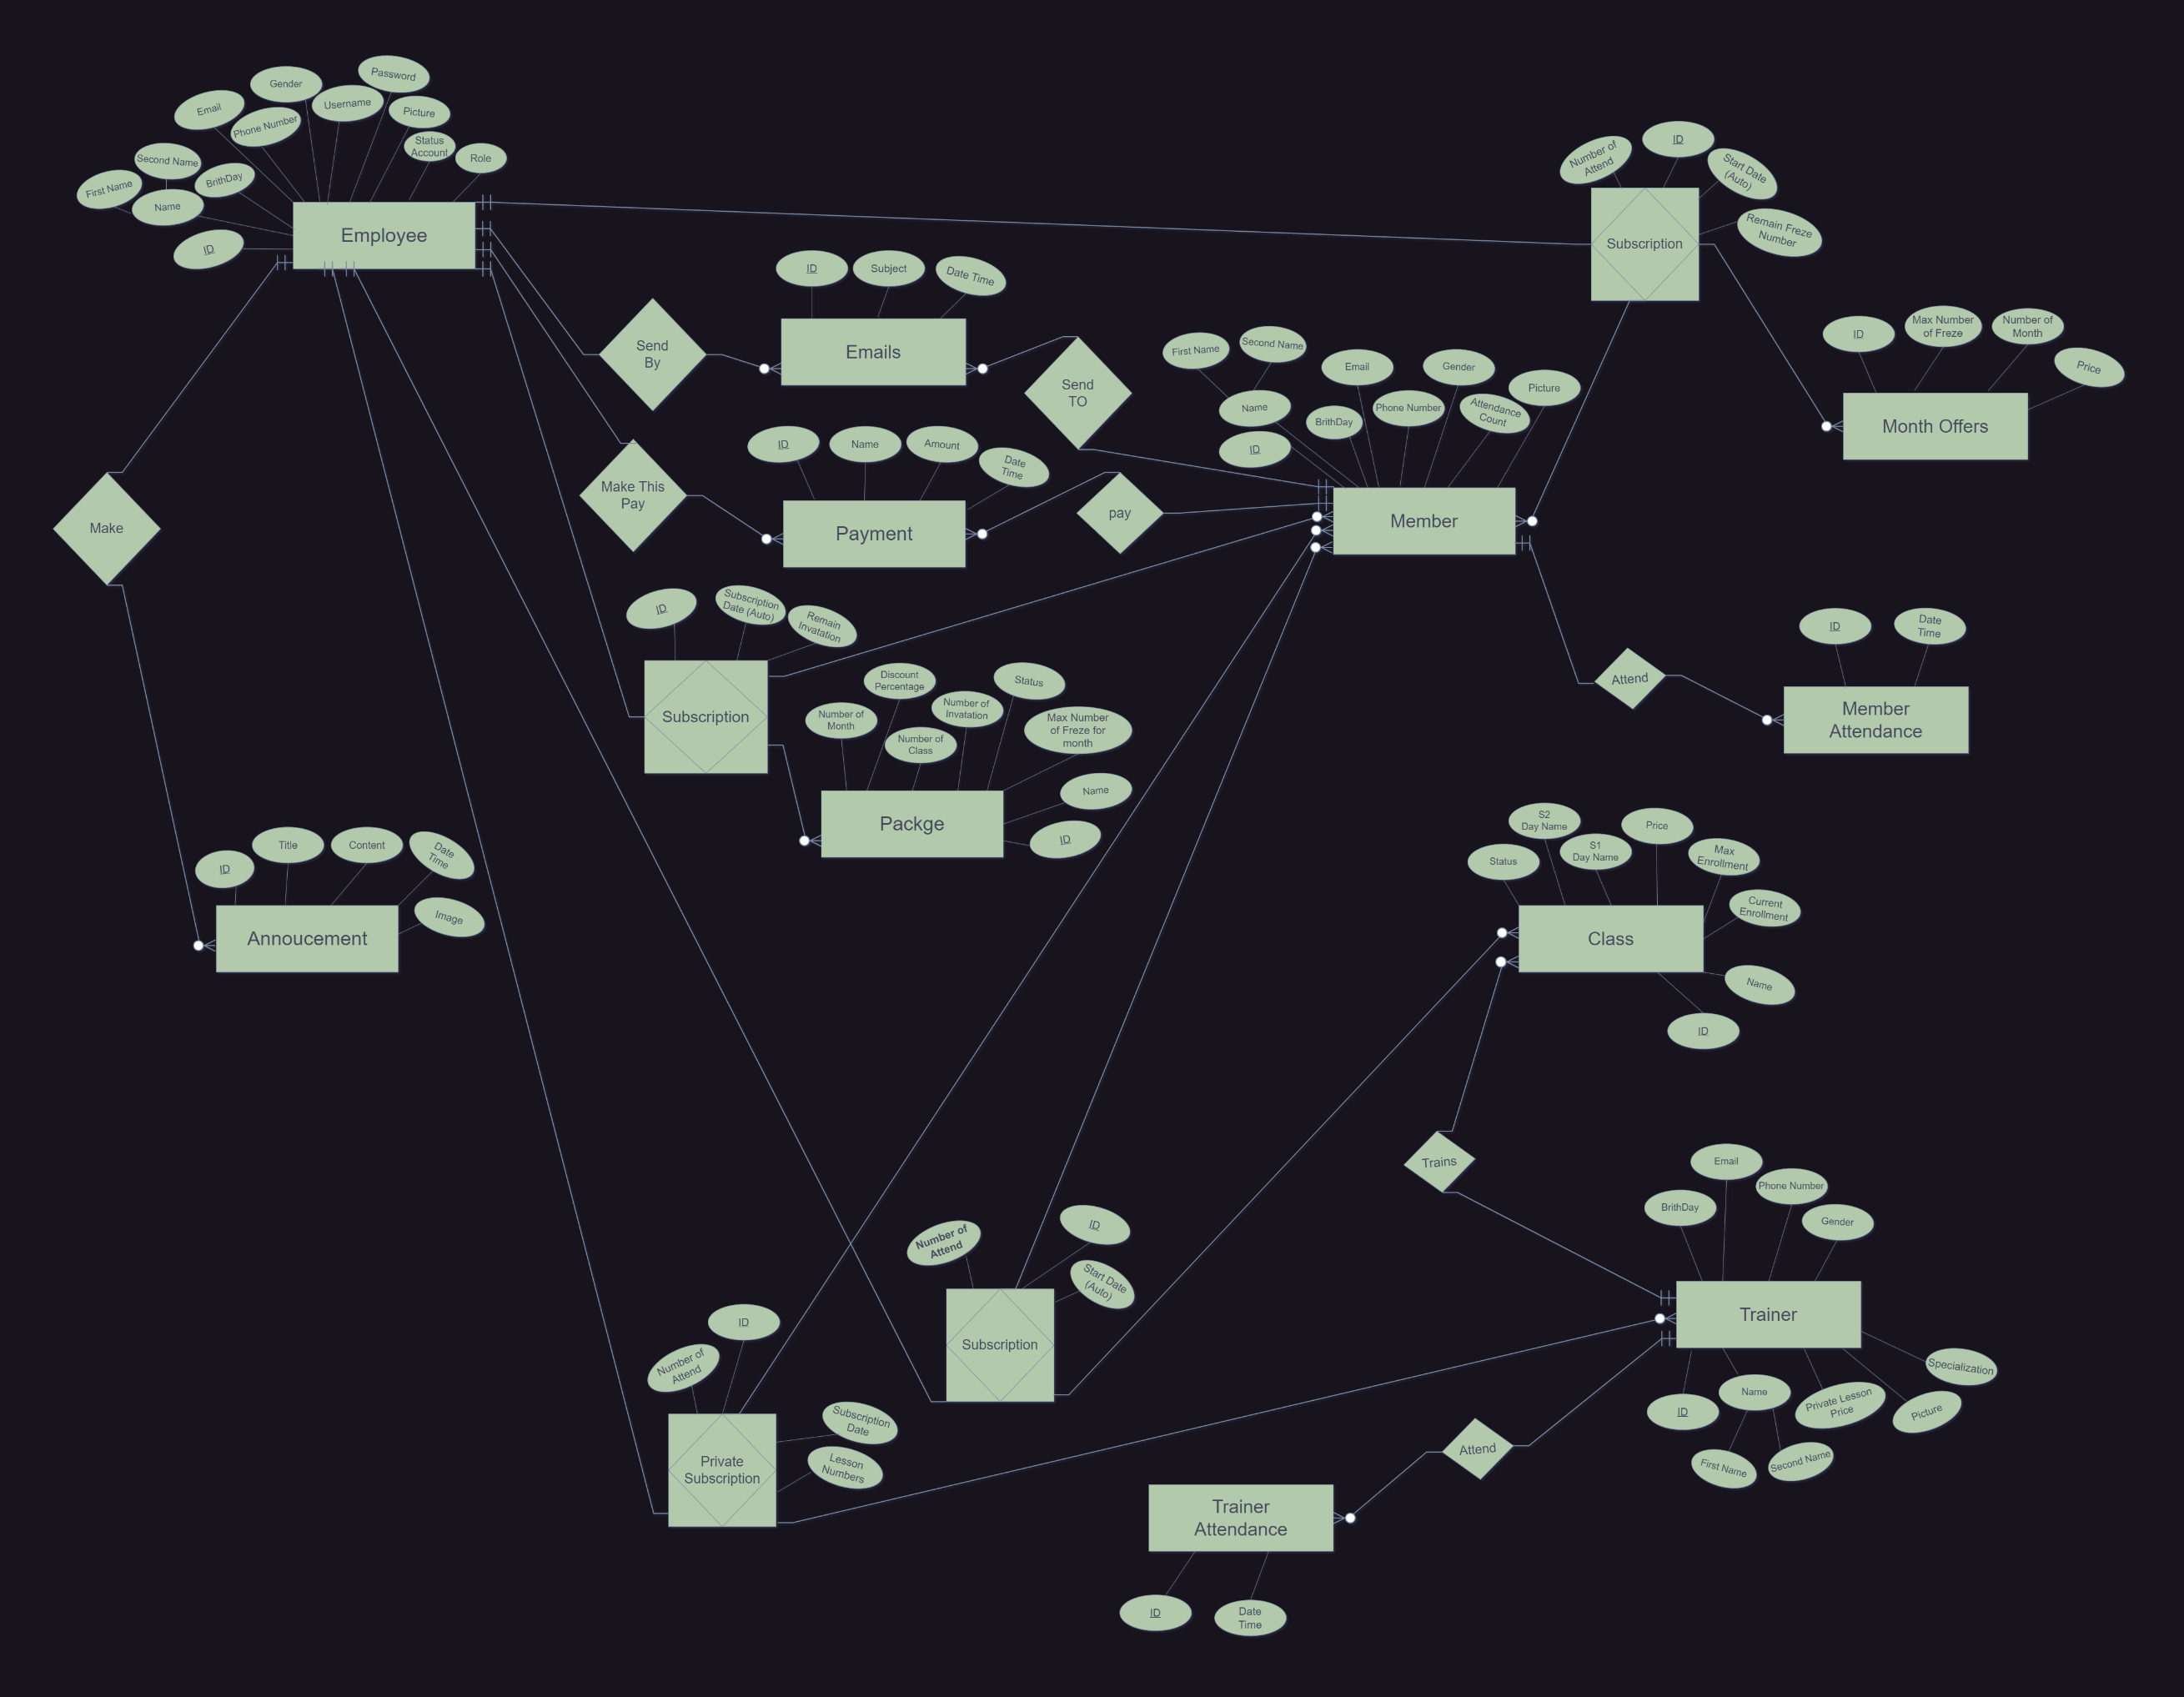 Password
Gender
Username
Email
Picture
Phone Number
Status
Account
Role
Second Name
BrithDay
First Name
Name
ID
Employee
Number of
Attend
ID
Start Date
(Auto)
Remain Freze
Number
Subscription
ID
Subject
Date Time
Send
By
Emails
Send
TO
First Name
Second Name
Name
ID
BrithDay
Email
Phone Number
Gender
Attendance
Count
Picture
Member
ID
Max Number
of Freze
Number of
Month
Price
Month Offers
Make
Make This
Pay
ID
Name
Amount
Date
Time
Payment
pay
ID
Subscription
Date (Auto)
Remain
Invatation
Subscription
Number of
Month
Discount
Percentage
Number of
Class
Number of
Invatation
Status
Max Number
of Freze for
month
Name
ID
Packge
Attend
ID
Date
Time
Member
Attendance
ID
Title
Content
Date
Time
Image
Annoucement
Status
S2
Day Name
S1
Day Name
Price
Max
Enrollment
Current
Enrollment
Name
ID
Class
Trains
BrithDay
Email
Phone Number
Gender
Trainer
ID
Name
First Name
Second Name
Private Lesson
Price
Picture
Specialization
Number of
Attend
ID
Start Date
(Auto)
Subscription
Number of
Attend
ID
Subscription
Date
Lesson
Numbers
Private
Subscription
Attend
Trainer
Attendance
ID
Date
Time